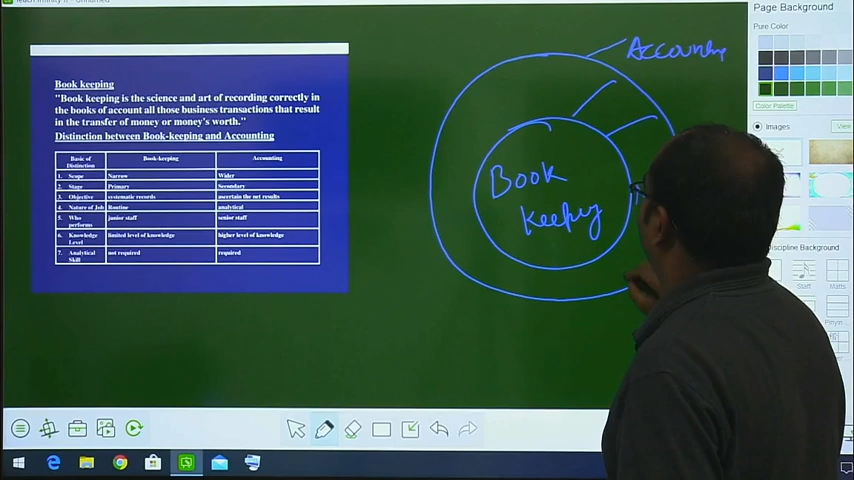 Book keeping
"Book keeping is the science and art of recording correctly in
the books of account all those business transactions that result
in the transfer of money or money's worth."
Distinction between Book-keeping and Accounting
Basic of Distinction Book-keeping Accounting
1. Scope Narrow Wider
2. Stage Primary Secondary
3. Objective systematic records ascertain the net results
4. Nature of Job Routine analytical
5. Who performs junior staff senior staff
6. Knowledge Level limited level of knowledge higher level of knowledge
7. Analytical Skill not required required
Accounting
Book
keeping
Page Background
Pure Color
Color Palette
Images
View
Discipline Background
Staff
Matts
Pinyin